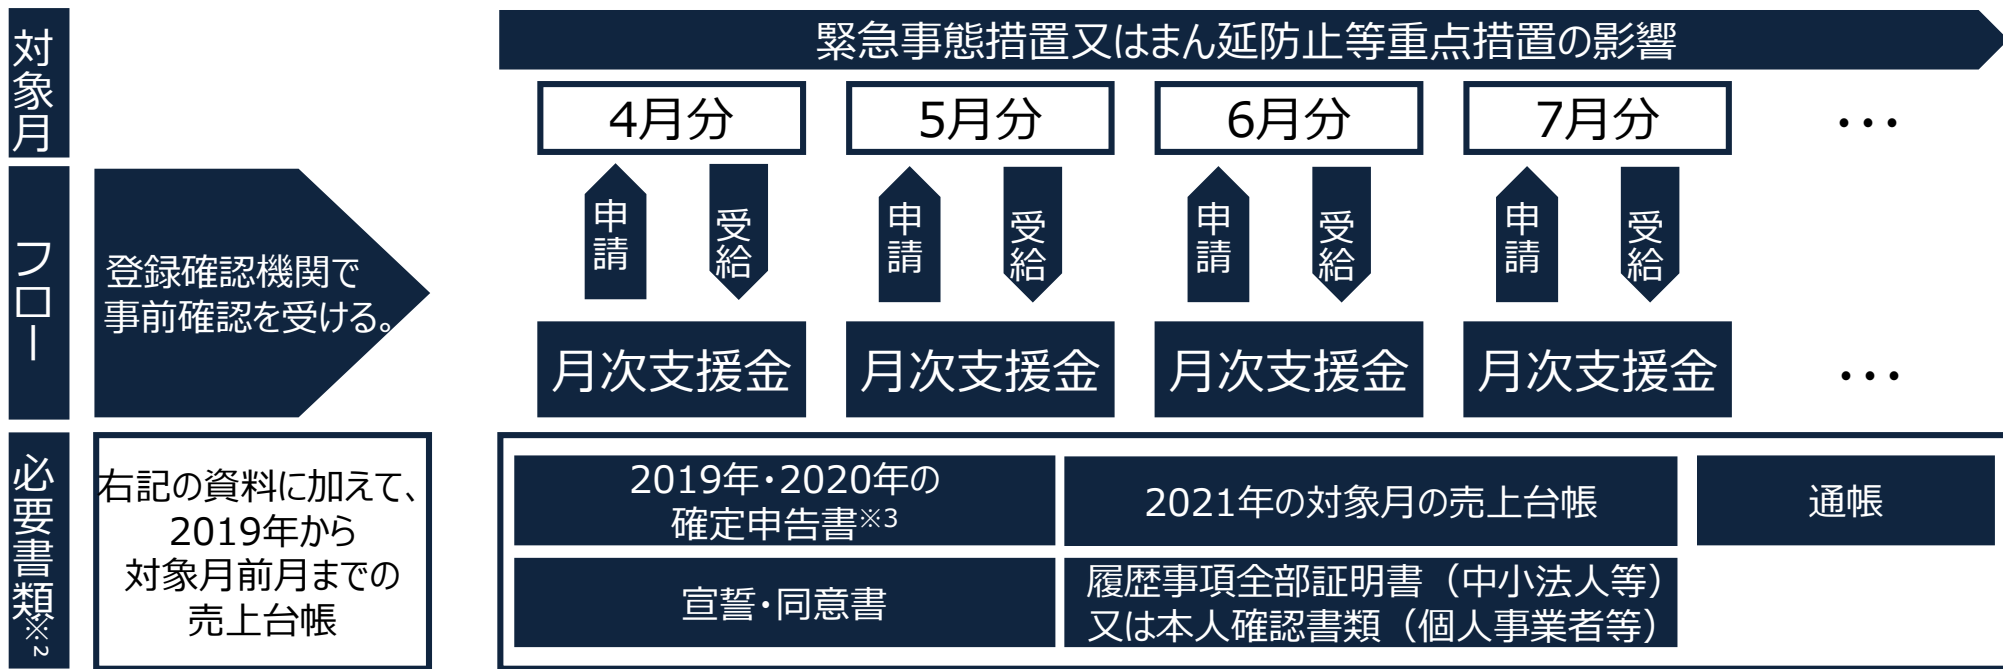 対象月
緊急事態措置又はまん延防止等重点措置の影響
4月分
5月分
6月分
7月分
・・・
フロー
登録確認機関で
事前確認を受ける。
申請
受給
申請
受給
申請
受給
申請
受給
月次支援金
月次支援金
月次支援金
月次支援金
・・・
必要書類※2
右記の資料に加えて、
2019年から
対象月前月までの
売上台帳
2019年・2020年の
確定申告書※3
2021年の対象月の売上台帳
通帳
宣誓・同意書
履歴事項全部証明書（中小法人等）
又は本人確認書類（個人事業者等）